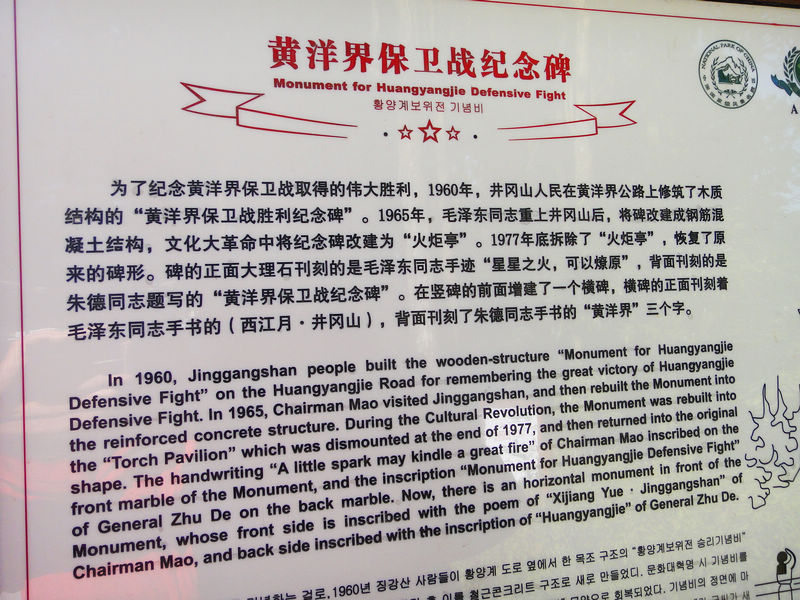 黄洋界保卫战纪念碑
Monument for Huangyangjie Defensive Fight
황양계보위전 기념비
NATIONAL PARK OF CHINA
为了纪念黄洋界保卫战取得的伟大胜利，1960年，井冈山人民在黄洋界公路上修筑了木质
结构的“黄洋界保卫战胜利纪念碑”。1965年，毛泽东同志重上井冈山后，将碑改建成钢筋混
凝土结构，文化大革命中将纪念碑改建为“火炬亭”。1977年底拆除了“火炬亭”，恢复了原
来的碑形。碑的正面大理石刊刻的是毛泽东同志手迹“星星之火，可以燎原”，背面刊刻的是
朱德同志题写的“黄洋界保卫战纪念碑”。在竖碑的前面增建了一个横碑，横碑的正面刊刻着
毛泽东同志手书的（西江月·井冈山），背面刊刻了朱德同志手书的“黄洋界”三个字。
In 1960, Jinggangshan people built the wooden-structure “Monument for Huangyangjie
Defensive Fight” on the Huangyangjie Road for remembering the great victory of Huangyangjie
Defensive Fight. In 1965, Chairman Mao visited Jinggangshan, and then rebuilt the Monument into
the reinforced concrete structure. During the Cultural Revolution, the Monument was rebuilt into
the “Torch Pavilion” which was dismounted at the end of 1977, and then returned into the original
shape. The handwriting “A little spark may kindle a great fire” of Chairman Mao inscribed on the
front marble of the Monument, and the inscription “Monument for Huangyangjie Defensive Fight”
of General Zhu De on the back marble. Now, there is an horizontal monument in front of the
Monument, whose front side is inscribed with the poem of “Xijiang Yue · Jinggangshan” of
Chairman Mao, and back side inscribed with the inscription of “Huangyangjie” of General Zhu De.
걸로,1960년 징강산 사람들이 황양계 도로 옆에서 한 목조 구조의 “황양계보위전 승리기념비”
이를 철근콘크리트 구조로 새로 만들었다. 문화대혁명 시 기념비를
회복되었다. 기념비의 정면에 마